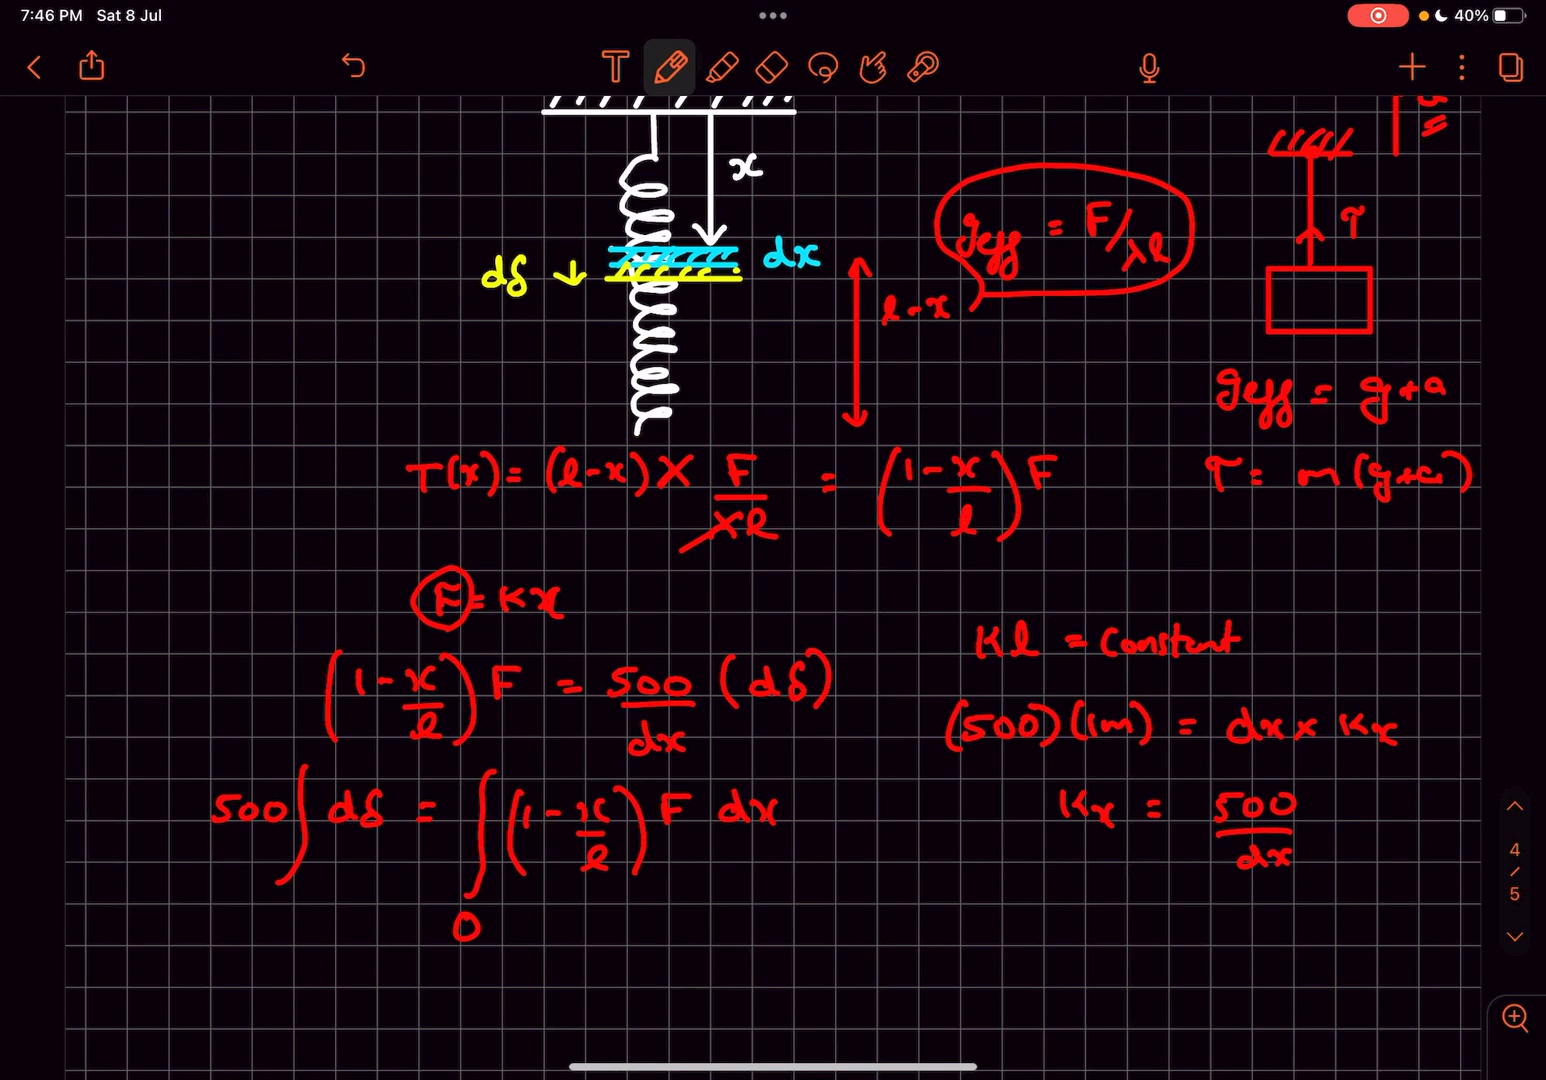 7:46 PM Sat 8 Jul
40%
T
x
dx
dδ ↓
l-x
geff = F/λl
T
geff = g+a
T(x) = (l-x) X F/λl = (1-x/l) F
T = m(g+a)
F = Kx
Kl = constant
(1-x/l) F = 500/dx (dδ)
(500)(1m) = dx x Kx
500 ∫ dδ = ∫ (1-x/l) F dx
0
Kx = 500/dx
4
/
5